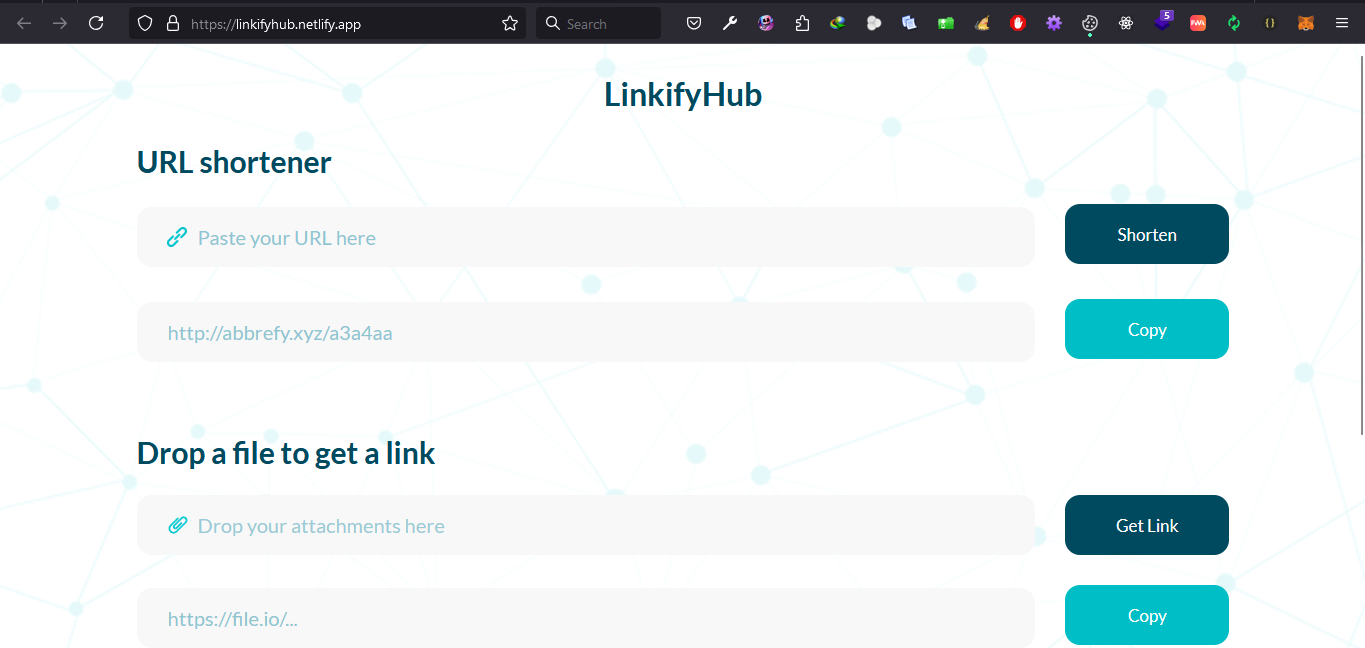 https://linkifyhub.netlify.app
Search
5
PWA
{}
LinkifyHub
URL shortener
Paste your URL here
Shorten
http://abbrefy.xyz/a3a4aa
Copy
Drop a file to get a link
Drop your attachments here
Get Link
https://file.io/...
Copy